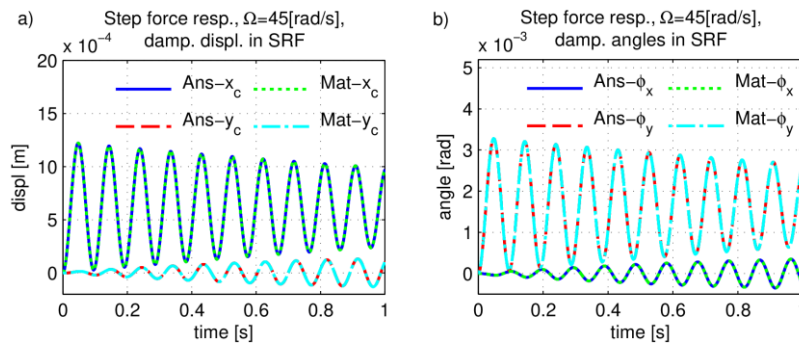 a)
Step force resp., Ω=45[rad/s],
damp. displ. in SRF
x 10⁻⁴
Ans−x_c
Mat−x_c
Ans−y_c
Mat−y_c
displ [m]
20
15
10
5
0
0 0.2 0.4 0.6 0.8 1
time [s]
b)
Step force resp., Ω=45[rad/s],
damp. angles in SRF
x 10⁻³
Ans−ϕ_x
Mat−ϕ_x
Ans−ϕ_y
Mat−ϕ_y
angle [rad]
5
4
3
2
1
0
0 0.2 0.4 0.6 0.8
time [s]